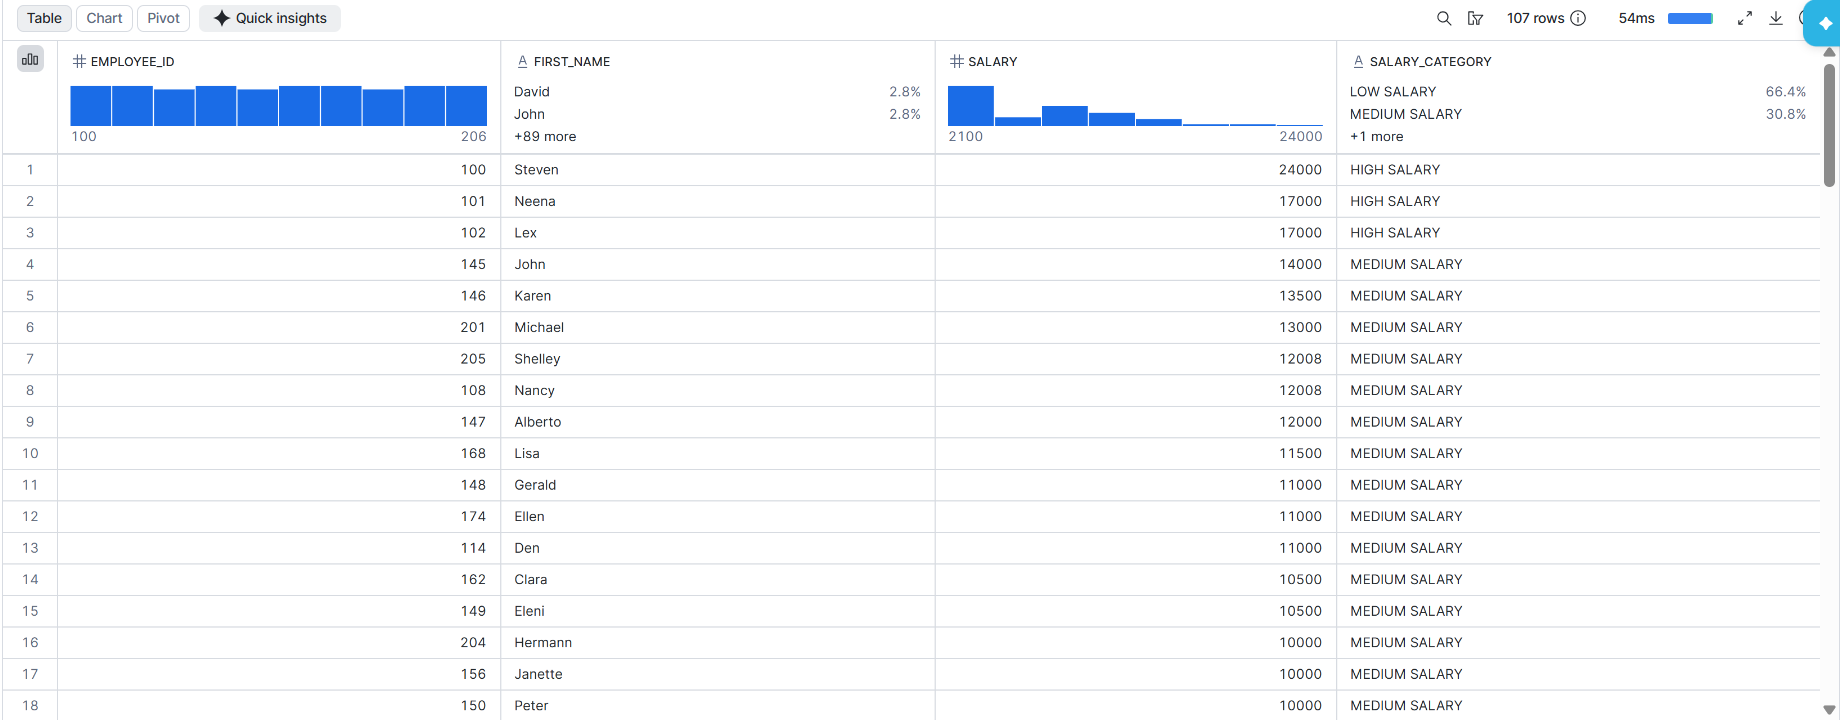 Table Chart Pivot Quick insights 107 rows 54ms
EMPLOYEE_ID FIRST_NAME SALARY SALARY_CATEGORY
David 2.8% LOW SALARY 66.4%
John 2.8% MEDIUM SALARY 30.8%
100 206 +89 more 2100 24000 +1 more
1 100 Steven 24000 HIGH SALARY
2 101 Neena 17000 HIGH SALARY
3 102 Lex 17000 HIGH SALARY
4 145 John 14000 MEDIUM SALARY
5 146 Karen 13500 MEDIUM SALARY
6 201 Michael 13000 MEDIUM SALARY
7 205 Shelley 12008 MEDIUM SALARY
8 108 Nancy 12008 MEDIUM SALARY
9 147 Alberto 12000 MEDIUM SALARY
10 168 Lisa 11500 MEDIUM SALARY
11 148 Gerald 11000 MEDIUM SALARY
12 174 Ellen 11000 MEDIUM SALARY
13 114 Den 11000 MEDIUM SALARY
14 162 Clara 10500 MEDIUM SALARY
15 149 Eleni 10500 MEDIUM SALARY
16 204 Hermann 10000 MEDIUM SALARY
17 156 Janette 10000 MEDIUM SALARY
18 150 Peter 10000 MEDIUM SALARY